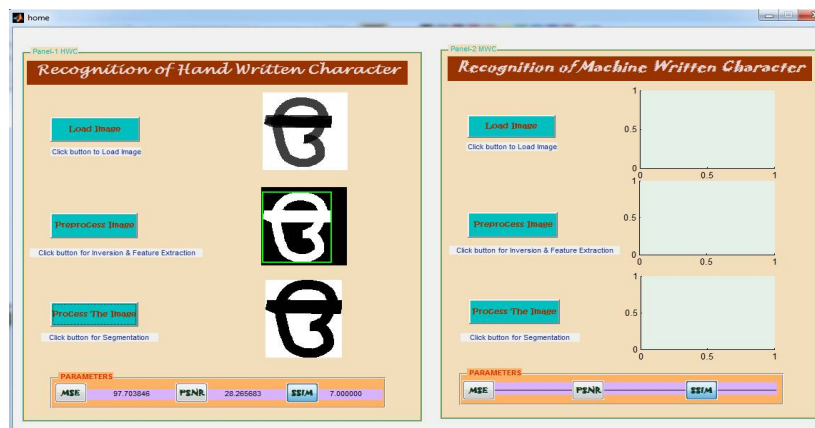 home
Panel-1 HWC
Recognition of Hand Written Character
Load Image
Click button to Load Image
ੳ
Preprocess Image
Click button for Inversion & Feature Extraction
ੳ
Process The Image
Click button for Segmentation
ੳ
PARAMETERS
MSE 97.703846 PSNR 28.265683 SSIM 7.000000
Panel-2 MWC
Recognition of Machine Written Character
Load Image
Click button to Load Image
1
0.5
0
0 0.5 1
Preprocess Image
Click button for Inversion & Feature Extraction
1
0.5
0
0 0.5 1
Process The Image
Click button for Segmentation
1
0.5
0
0 0.5 1
PARAMETERS
MSE PSNR SSIM